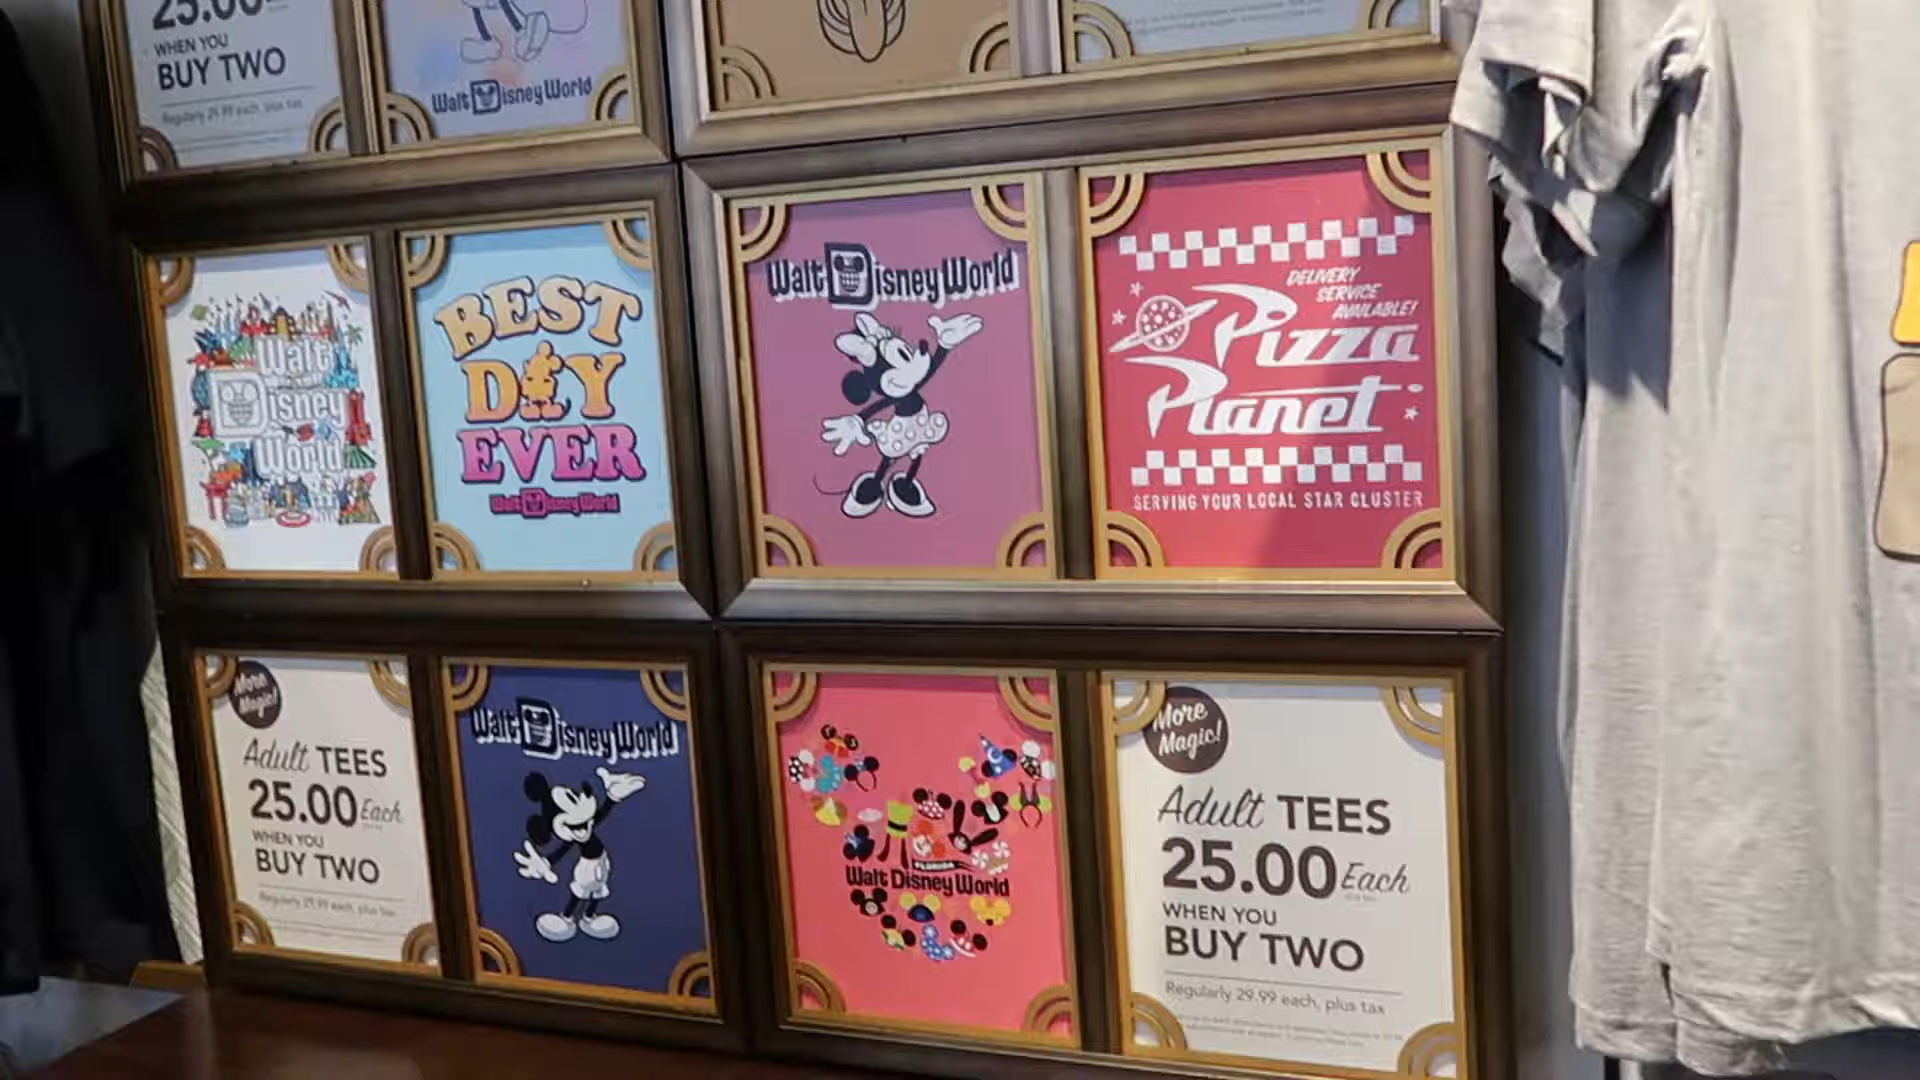 25.00
WHEN YOU
BUY TWO
Regularly 29.99 each, plus tax
Walt Disney World
Walt
Disney
World
BEST
DAY
EVER
Walt Disney World
Walt Disney World
DELIVERY
SERVICE
AVAILABLE!
Pizza
Planet
SERVING YOUR LOCAL STAR CLUSTER
More
Magic!
Adult TEES
25.00 Each
WHEN YOU
BUY TWO
Regularly 29.99 each, plus tax
Walt Disney World
FLORIDA
Walt Disney World
More
Magic!
Adult TEES
25.00 Each
WHEN YOU
BUY TWO
Regularly 29.99 each, plus tax